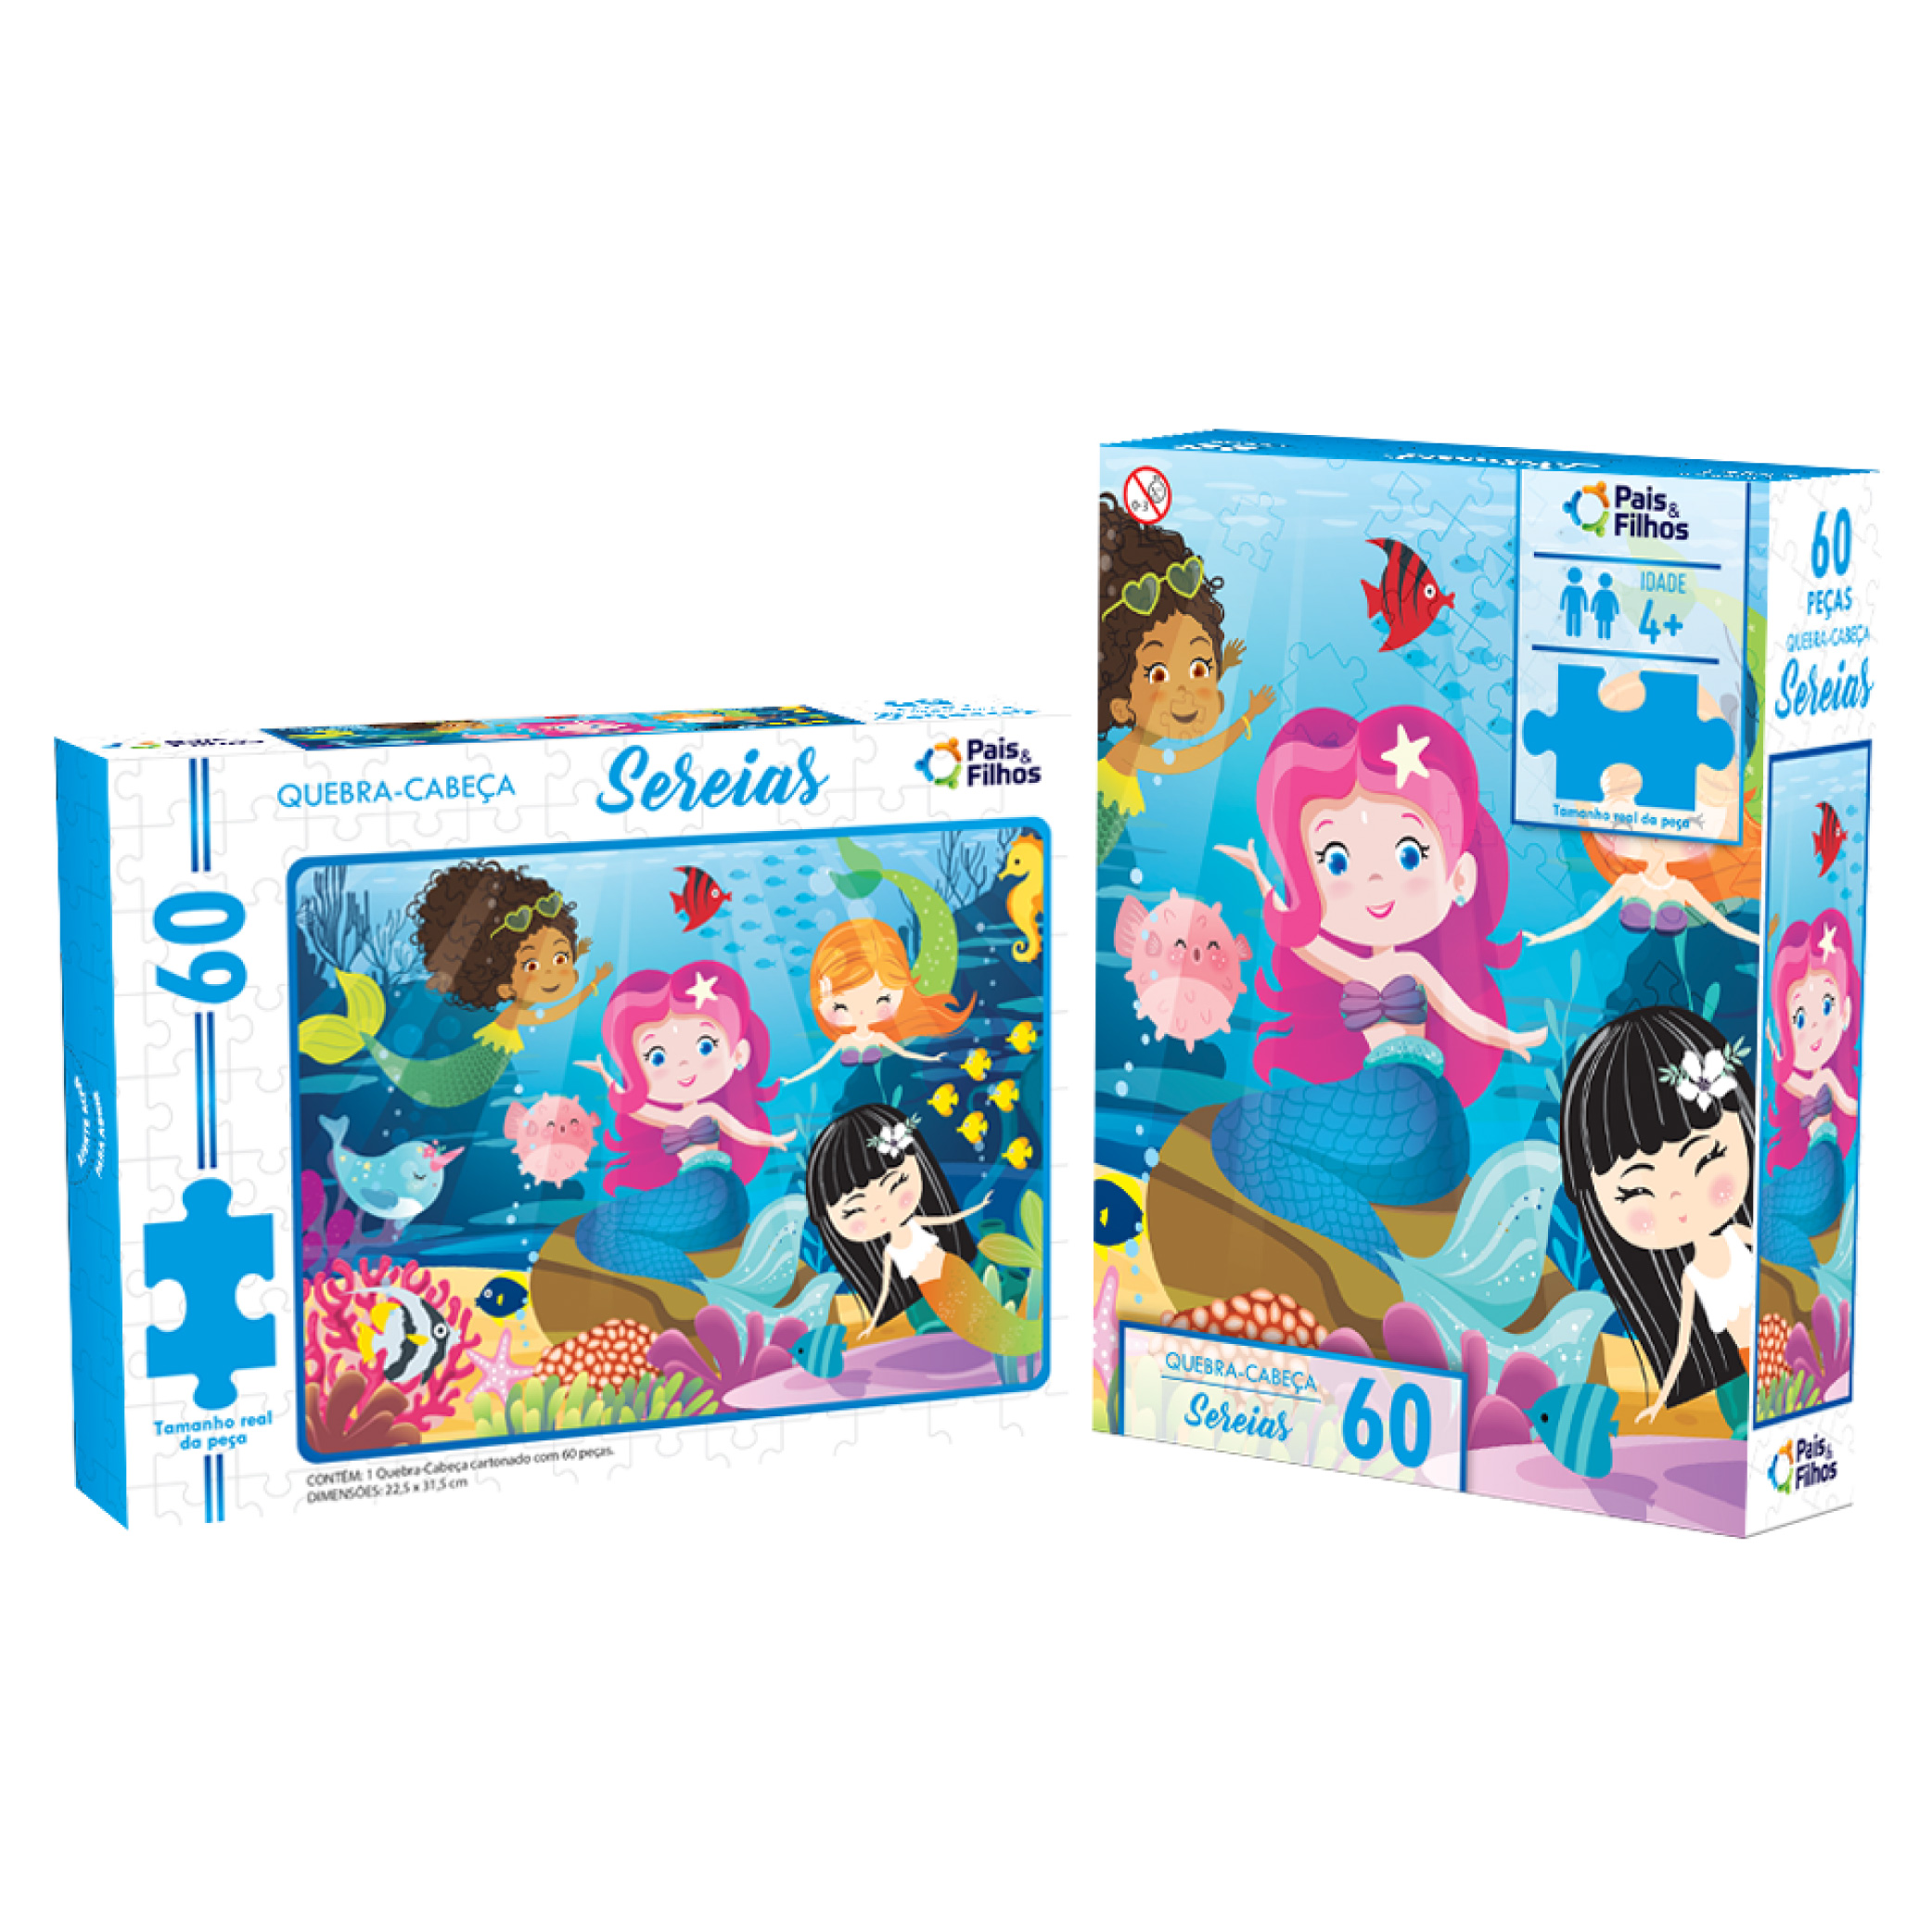 QUEBRA-CABEÇA
Sereias
Pais&
Filhos
60
Tamanho real
da peça
CONTÉM: 1 Quebra-Cabeça cartonado com 60 peças.
DIMENSÕES: 22,5 x 31,5 cm
0-3
Pais&
Filhos
IDADE
4+
Tamanho real da peça
QUEBRA-CABEÇA
Sereias
60
60
PEÇAS
QUEBRA-CABEÇA
Sereias
Pais&
Filhos